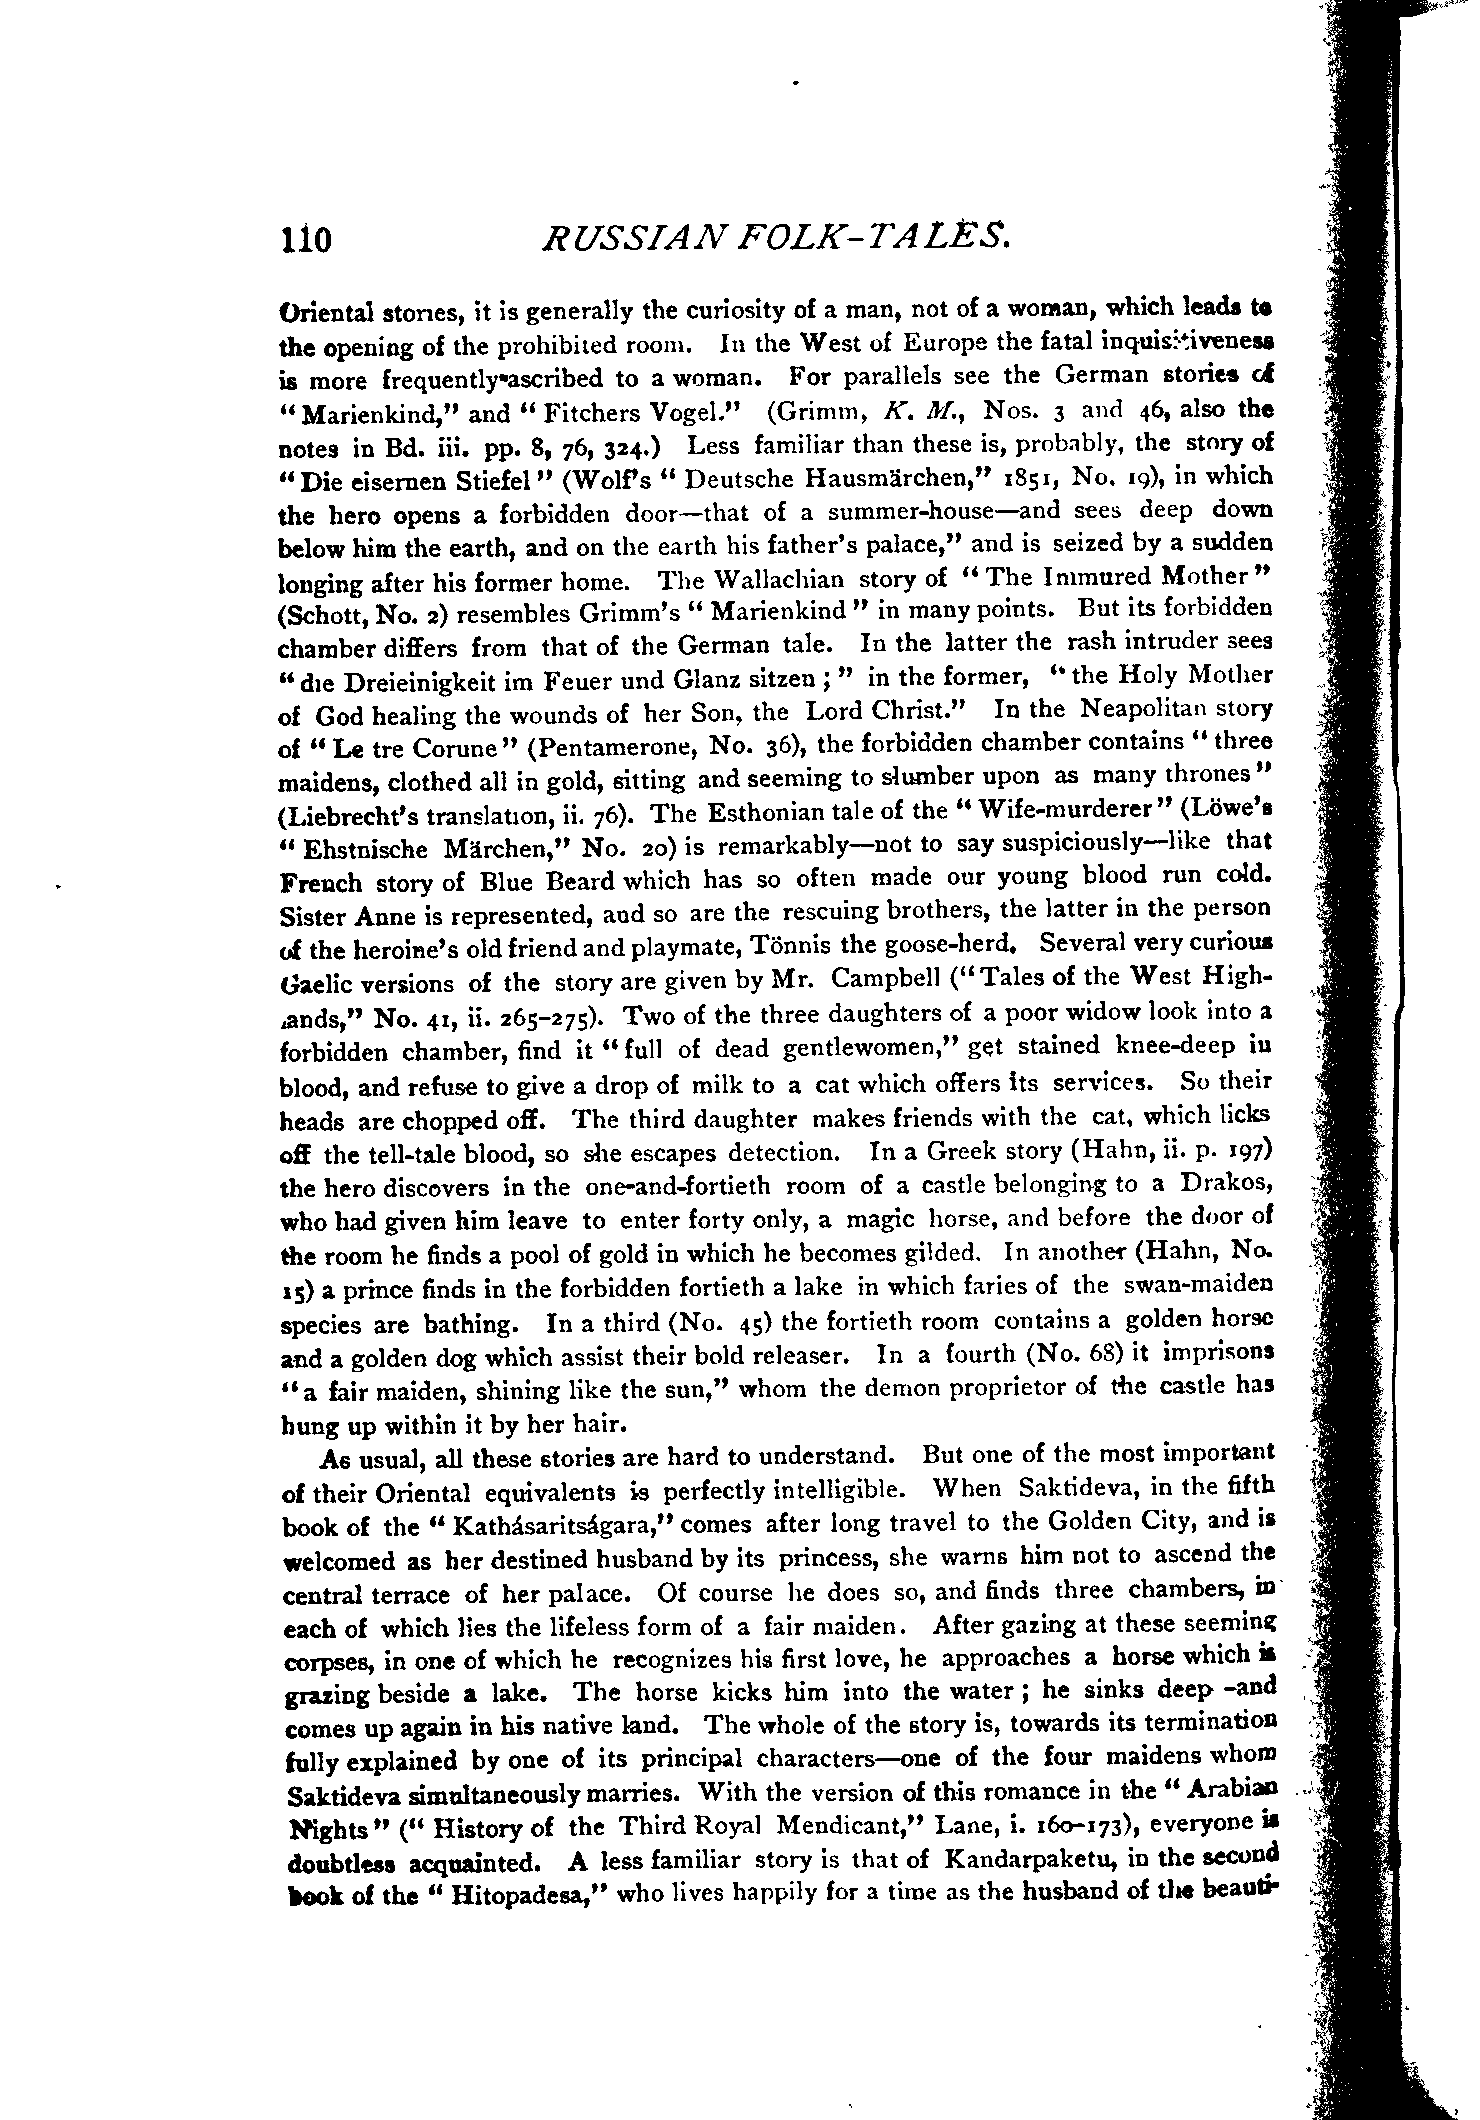 110 RUSSIAN FOLK-TALES.
Oriental stories, it is generally the curiosity of a man, not of a woman, which leads to
the opening of the prohibited room. In the West of Europe the fatal inquisitiveness
is more frequently ascribed to a woman. For parallels see the German stories of
"Marienkind," and "Fitchers Vogel." (Grimm, K. M., Nos. 3 and 46, also the
notes in Bd. iii. pp. 8, 76, 324.) Less familiar than these is, probably, the story of
"Die eisernen Stiefel" (Wolf's "Deutsche Hausmärchen," 1851, No. 19), in which
the hero opens a forbidden door—that of a summer-house—and sees deep down
below him the earth, and on the earth his father's palace," and is seized by a sudden
longing after his former home. The Wallachian story of "The Immured Mother"
(Schott, No. 2) resembles Grimm's "Marienkind" in many points. But its forbidden
chamber differs from that of the German tale. In the latter the rash intruder sees
"die Dreieinigkeit im Feuer und Glanz sitzen;" in the former, "the Holy Mother
of God healing the wounds of her Son, the Lord Christ." In the Neapolitan story
of "Le tre Corune" (Pentamerone, No. 36), the forbidden chamber contains "three
maidens, clothed all in gold, sitting and seeming to slumber upon as many thrones"
(Liebrecht's translation, ii. 76). The Esthonian tale of the "Wife-murderer" (Löwe's
"Ehstnische Märchen," No. 20) is remarkably—not to say suspiciously—like that
French story of Blue Beard which has so often made our young blood run cold.
Sister Anne is represented, and so are the rescuing brothers, the latter in the person
of the heroine's old friend and playmate, Tönnis the goose-herd. Several very curious
Gaelic versions of the story are given by Mr. Campbell ("Tales of the West High-
lands," No. 41, ii. 265-275). Two of the three daughters of a poor widow look into a
forbidden chamber, find it "full of dead gentlewomen," get stained knee-deep in
blood, and refuse to give a drop of milk to a cat which offers its services. So their
heads are chopped off. The third daughter makes friends with the cat, which licks
off the tell-tale blood, so she escapes detection. In a Greek story (Hahn, ii. p. 197)
the hero discovers in the one-and-fortieth room of a castle belonging to a Drakos,
who had given him leave to enter forty only, a magic horse, and before the door of
the room he finds a pool of gold in which he becomes gilded. In another (Hahn, No.
15) a prince finds in the forbidden fortieth a lake in which faries of the swan-maiden
species are bathing. In a third (No. 45) the fortieth room contains a golden horse
and a golden dog which assist their bold releaser. In a fourth (No. 68) it imprisons
"a fair maiden, shining like the sun," whom the demon proprietor of the castle has
hung up within it by her hair.
As usual, all these stories are hard to understand. But one of the most important
of their Oriental equivalents is perfectly intelligible. When Saktideva, in the fifth
book of the "Kathásaritságara," comes after long travel to the Golden City, and is
welcomed as her destined husband by its princess, she warns him not to ascend the
central terrace of her palace. Of course he does so, and finds three chambers, in
each of which lies the lifeless form of a fair maiden. After gazing at these seeming
corpses, in one of which he recognizes his first love, he approaches a horse which is
grazing beside a lake. The horse kicks him into the water; he sinks deep -and
comes up again in his native land. The whole of the story is, towards its termination
fully explained by one of its principal characters—one of the four maidens whom
Saktideva simultaneously marries. With the version of this romance in the "Arabian
Nights" ("History of the Third Royal Mendicant," Lane, i. 160-173), everyone is
doubtless acquainted. A less familiar story is that of Kandarpaketu, in the second
book of the "Hitopadesa," who lives happily for a time as the husband of the beauti-